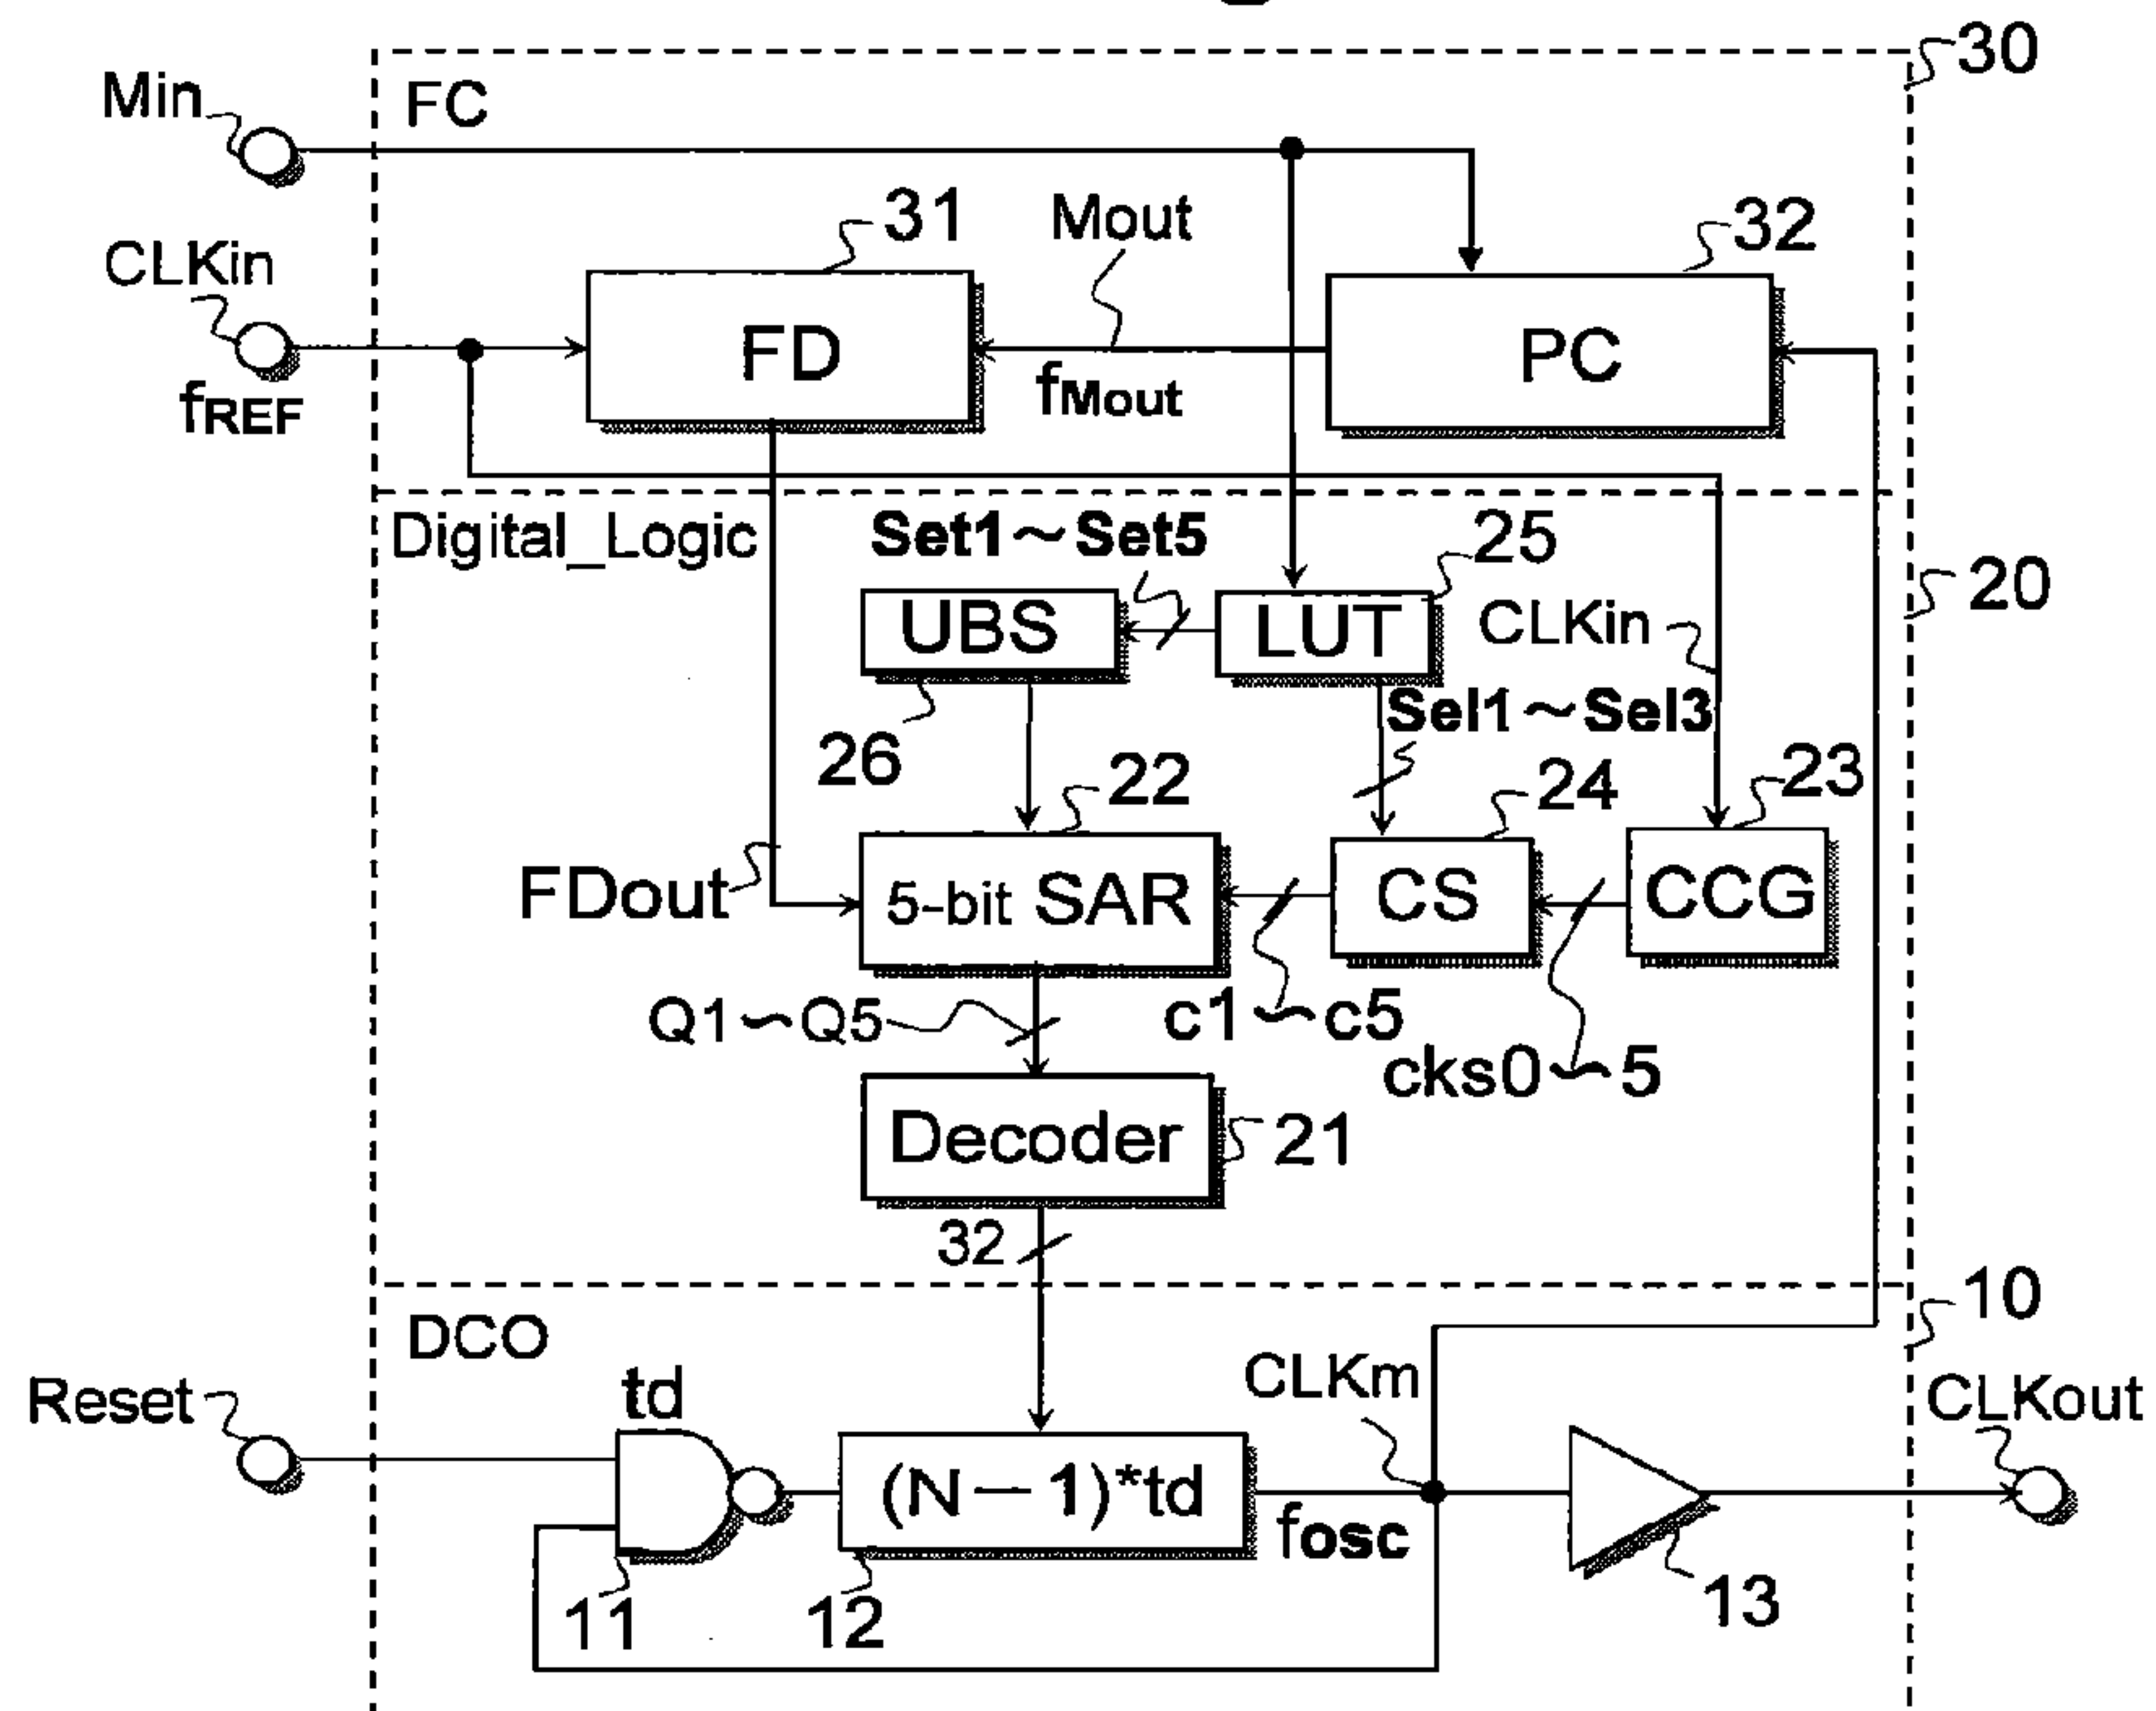 30
Min
FC
31
Mout
32
CLKin
FD
PC
fREF
fMout
Digital_Logic
Set1~Set5
25
20
UBS
LUT
CLKin
Sel1~Sel3
26
22
24
23
FDout
5-bit SAR
CS
CCG
Q1~Q5
c1~c5
cks0~5
Decoder
21
32
10
DCO
CLKm
Reset
td
CLKout
(N-1)*td
fosc
11
12
13